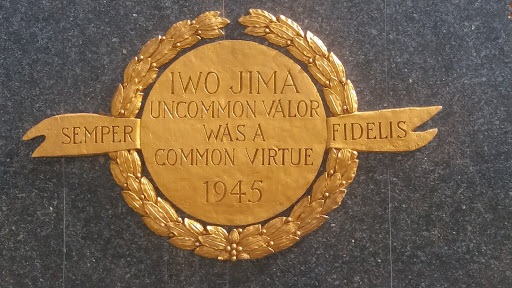 IWO JIMA
UNCOMMON VALOR
SEMPER WAS A FIDELIS
COMMON VIRTUE
1945